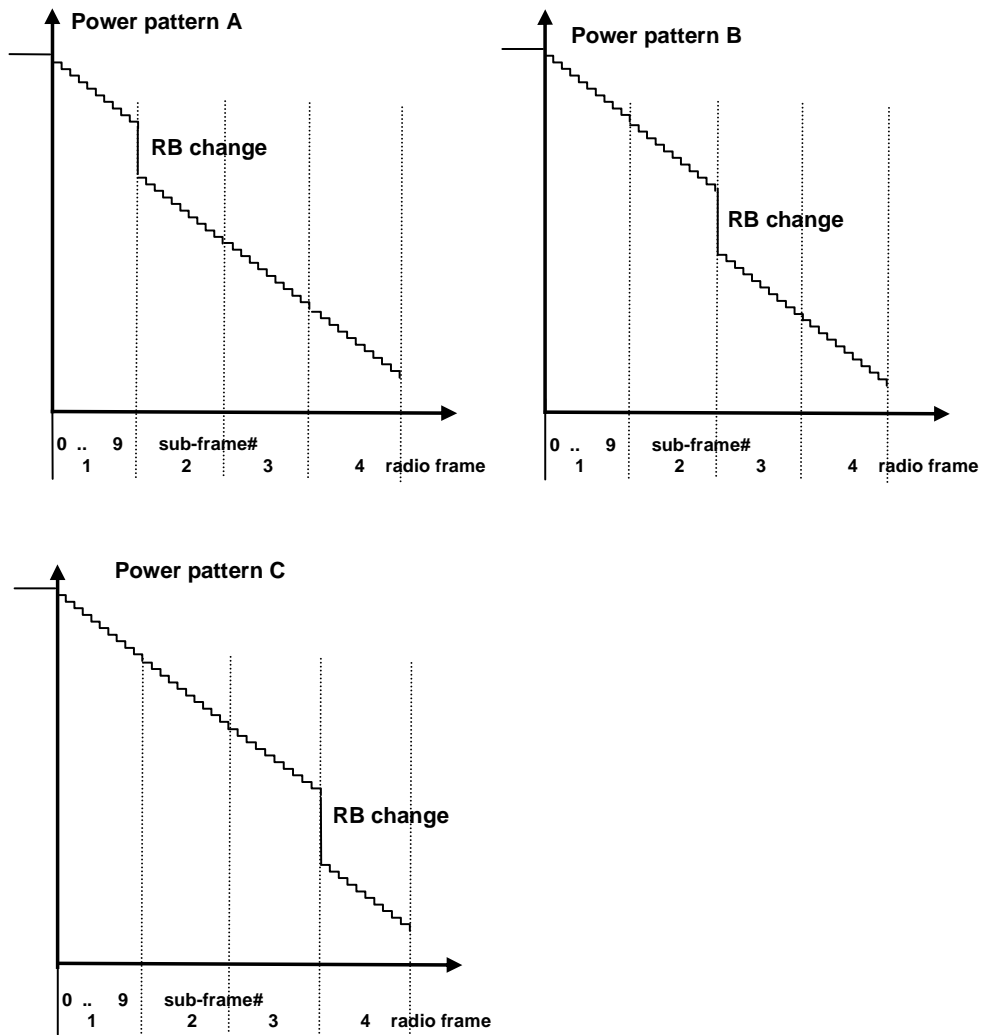 Power pattern A
RB change
0 .. 9 sub-frame#
1 2 3 4 radio frame
Power pattern B
RB change
0 .. 9 sub-frame#
1 2 3 4 radio frame
Power pattern C
RB change
0 .. 9 sub-frame#
1 2 3 4 radio frame